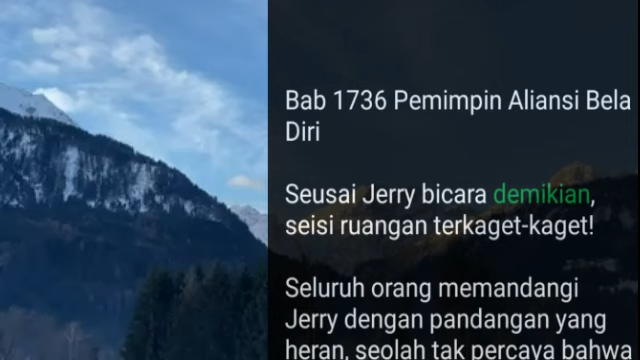 Bab 1736 Pemimpin Aliansi Bela
Diri
Seusai Jerry bicara demikian,
seisi ruangan terkaget-kaget!
Seluruh orang memandangi
Jerry dengan pandangan yang
heran, seolah tak percaya bahwa